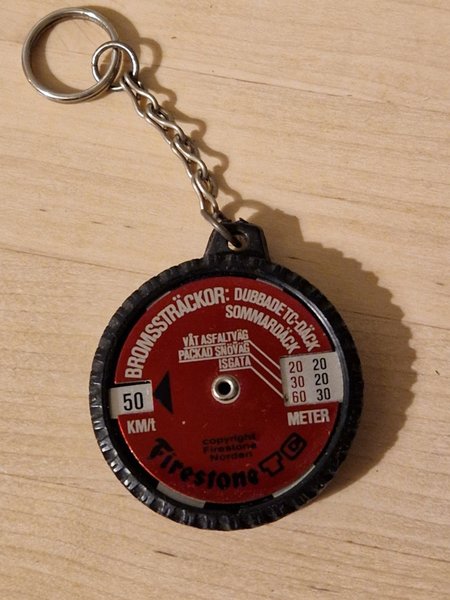 BROMSSTRÄCKOR: DUBBADE TC-DÄCK
SOMMARDÄCK
VÅT ASFALTVÄG 20 20
PACKAD SNÖVÄG 30 20
ISGATA 60 30
50
KM/t
METER
copyright
Firestone
Norden
Firestone TC